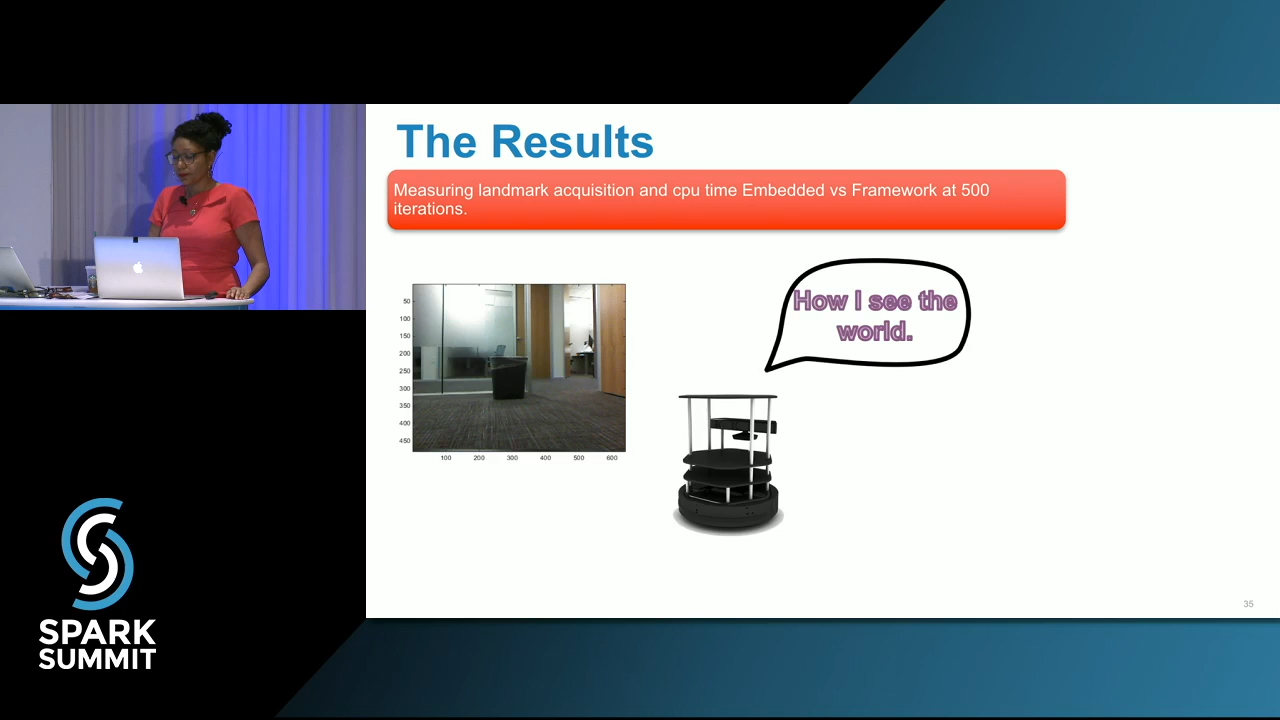 The Results
Measuring landmark acquisition and cpu time Embedded vs Framework at 500
iterations.
How I see the
world.
50
100
150
200
250
300
350
400
450
100
200
300
400
500
600
35
SPARK
SUMMIT